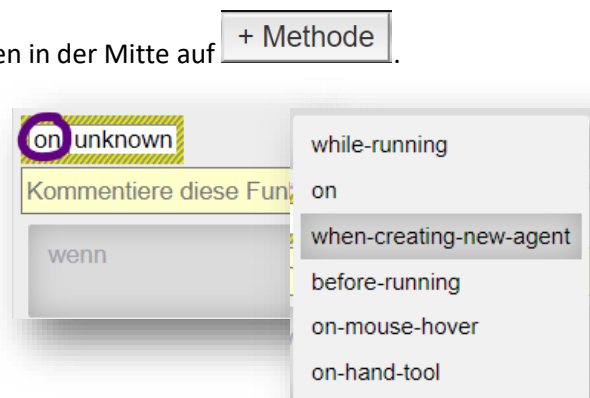 en in der Mitte auf + Methode.
on unknown
Kommentiere diese Fun
wenn
while-running
on
when-creating-new-agent
before-running
on-mouse-hover
on-hand-tool